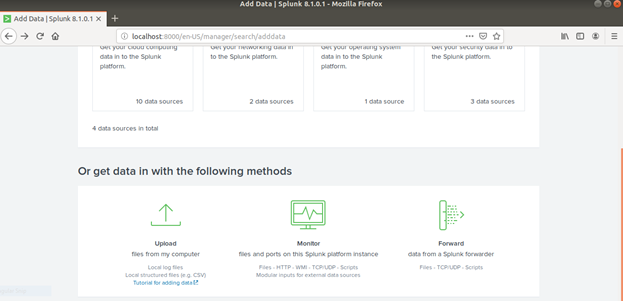 Add Data | Splunk 8.1.0.1 - Mozilla Firefox
Add Data | Splunk 8.1.0.1
localhost:8000/en-US/manager/search/adddata
Get your cloud computing
data in to the Splunk
platform.
10 data sources
Get your networking data in
to the Splunk platform.
2 data sources
Get your operating system
data in to the Splunk
platform.
1 data source
Get your security data in to
the Splunk platform.
3 data sources
4 data sources in total
Or get data in with the following methods
Upload
files from my computer
Local log files
Local structured files (e.g. CSV)
Tutorial for adding data
Monitor
files and ports on this Splunk platform instance
Files - HTTP - WMI - TCP/UDP - Scripts
Modular inputs for external data sources
Forward
data from a Splunk forwarder
Files - TCP/UDP - Scripts